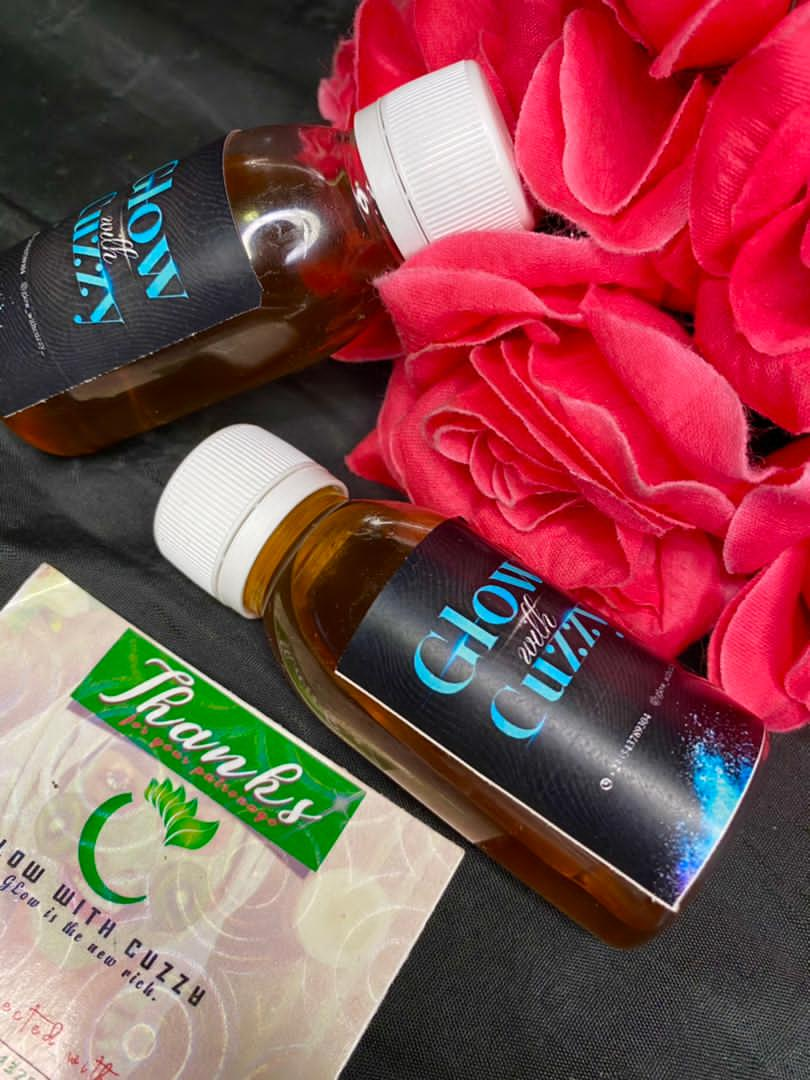 Glow
with
Cuzzy
Glow
with
Cuzzy
Thanks
for your patronage
LOW WITH CUZZY
Glow is the new rich.